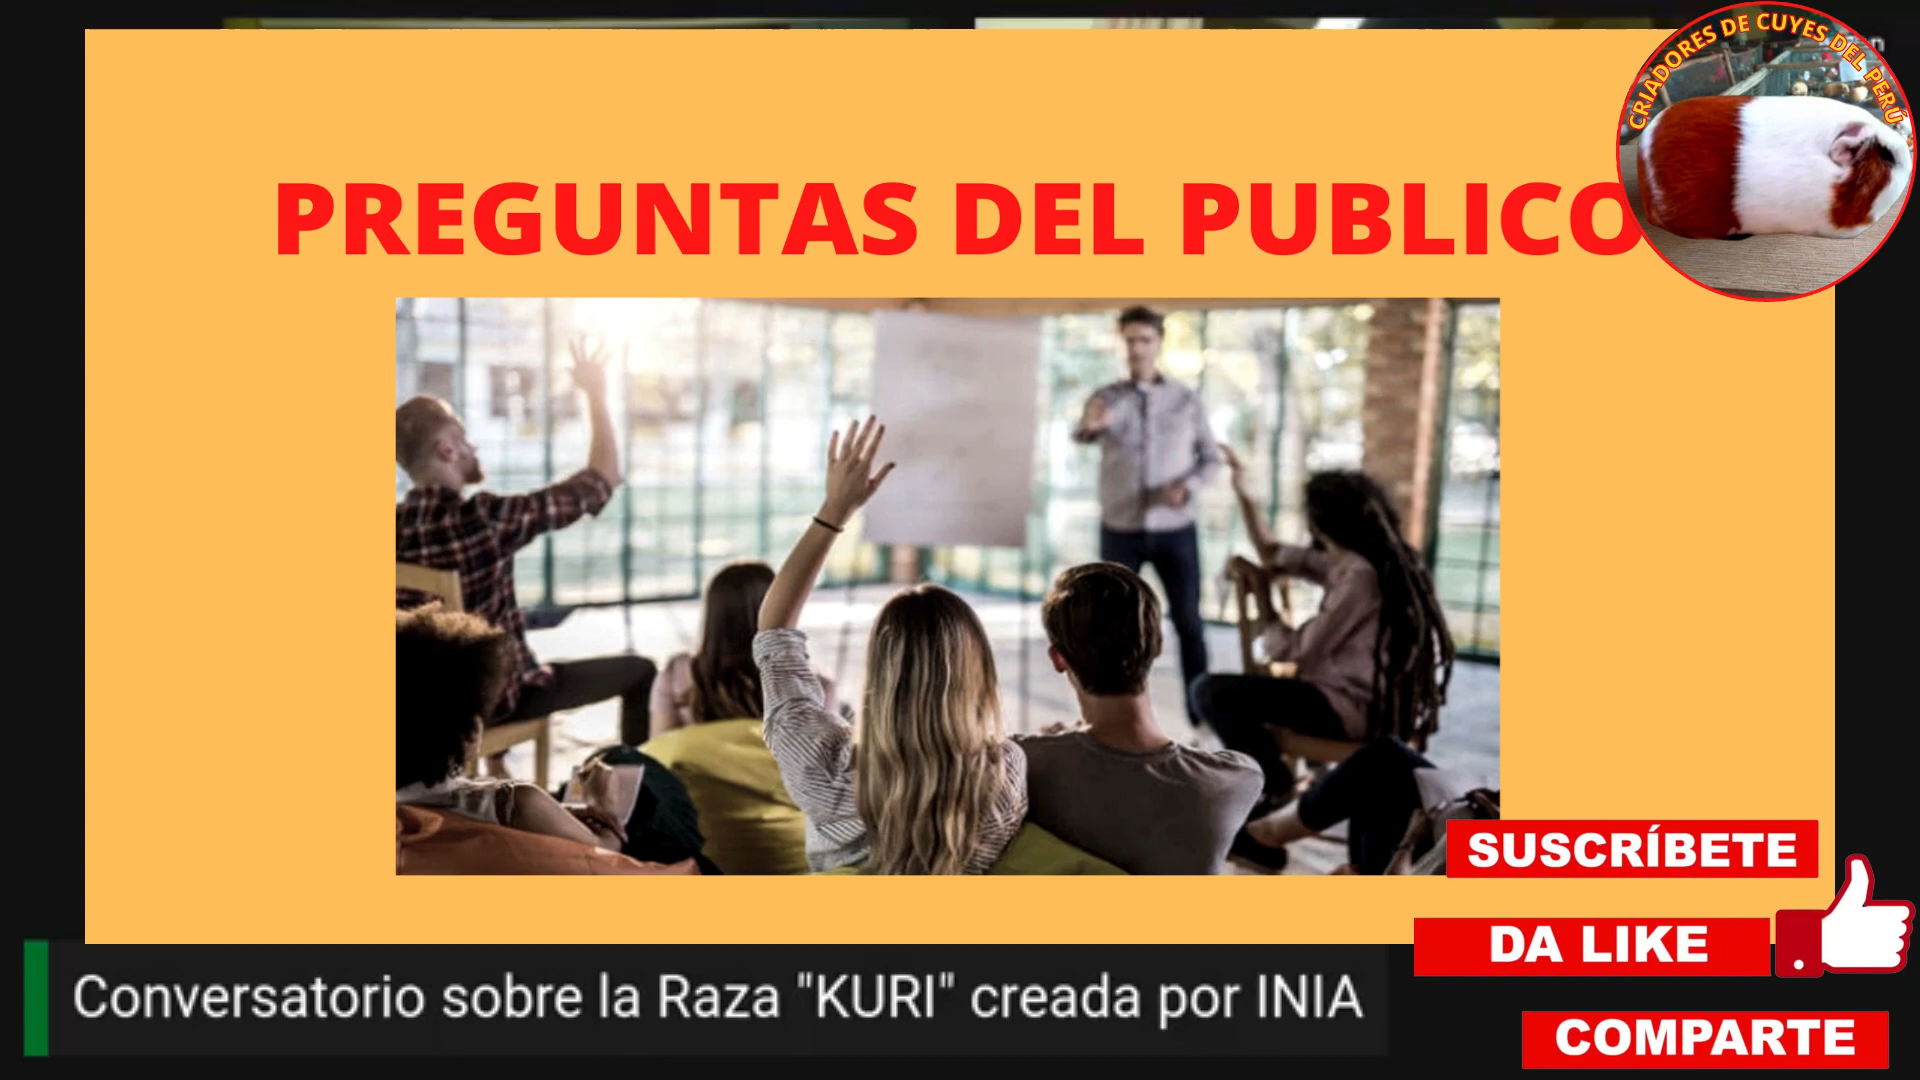 CRIADORES DE CUYES DEL PERÚ
PREGUNTAS DEL PUBLICO
SUSCRÍBETE
DA LIKE
Conversatorio sobre la Raza "KURI" creada por INIA
COMPARTE